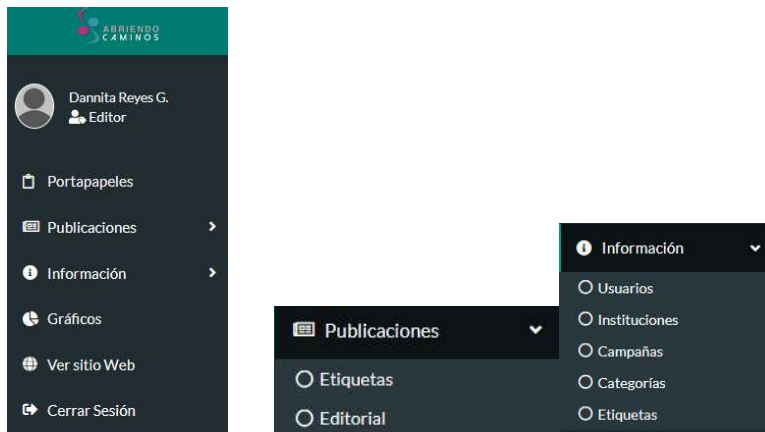 ABRIENDO
CAMINOS
Dannita Reyes G.
Editor
Portapapeles
Publicaciones
Información
Gráficos
Ver sitio Web
Cerrar Sesión
Publicaciones
Etiquetas
Editorial
Información
Usuarios
Instituciones
Campañas
Categorías
Etiquetas